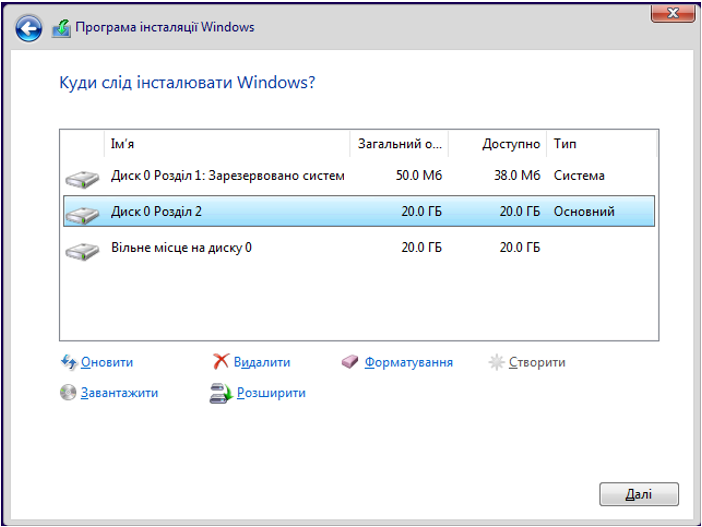 Програма інсталяції Windows
Куди слід інсталювати Windows?
Ім'я Загальний о... Доступно Тип
Диск 0 Розділ 1: Зарезервовано систем 50.0 Мб 38.0 Мб Система
Диск 0 Розділ 2 20.0 ГБ 20.0 ГБ Основний
Вільне місце на диску 0 20.0 ГБ 20.0 ГБ
Оновити Видалити Форматування Створити
Завантажити Розширити
Далі